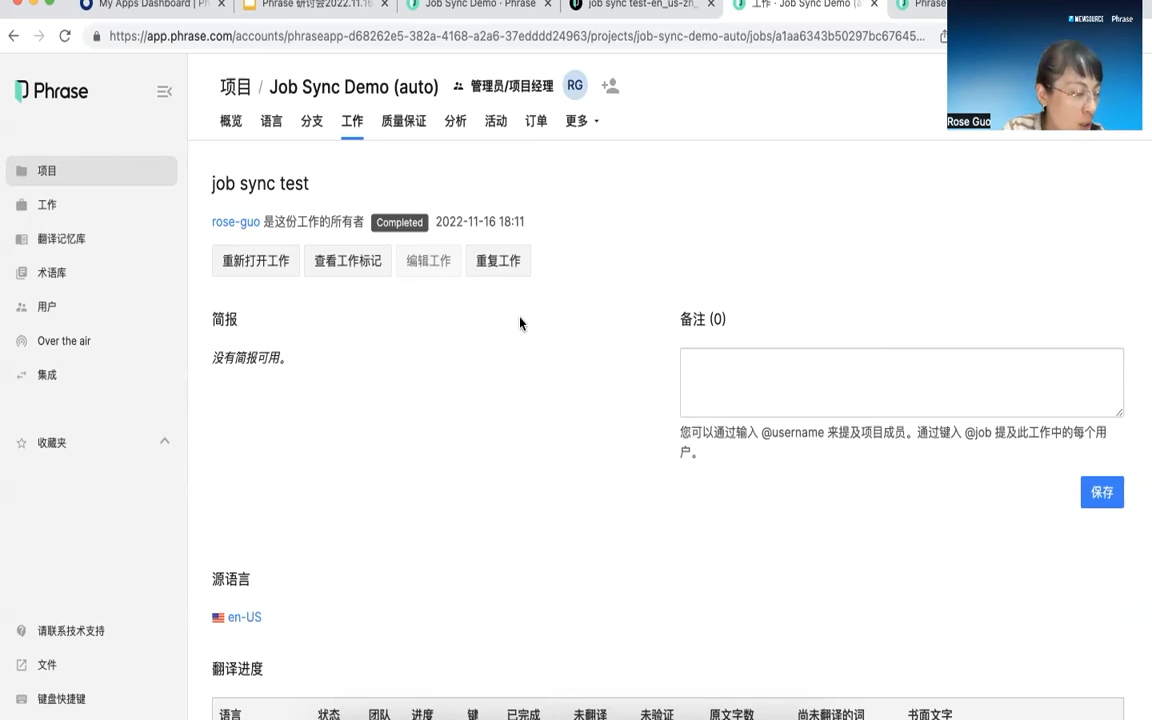 My Apps Dashboard | Ph
Phrase 研讨会2022.11.16
Job Sync Demo · Phrase
job sync test-en_us-zh_
工作 · Job Sync Demo (a
Phrase
https://app.phrase.com/accounts/phraseapp-d68262e5-382a-4168-a2a6-37edddd24963/projects/job-sync-demo-auto/jobs/a1aa6343b50297bc67645...
NEWSOURCE Phrase
Rose Guo
Phrase
项目 / Job Sync Demo (auto) 管理员/项目经理 RG
概览 语言 分支 工作 质量保证 分析 活动 订单 更多
项目
工作
翻译记忆库
术语库
用户
Over the air
集成
收藏夹
请联系技术支持
文件
键盘快捷键
job sync test
rose-guo 是这份工作的所有者 Completed 2022-11-16 18:11
重新打开工作 查看工作标记 编辑工作 重复工作
简报
没有简报可用。
备注 (0)
您可以通过输入 @username 来提及项目成员。通过键入 @job 提及此工作中的每个用
户。
保存
源语言
en-US
翻译进度
语言 状态 团队 进度 键 已完成 未翻译 未验证 原文字数 尚未翻译的词 书面文字